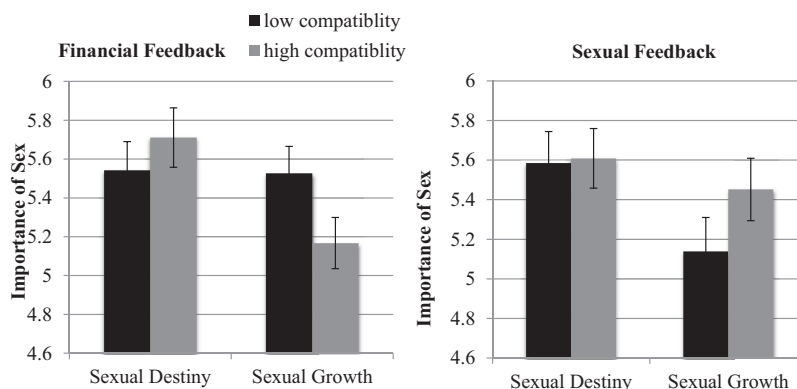 low compatiblity
high compatiblity
Financial Feedback
Importance of Sex
6
5.8
5.6
5.4
5.2
5
4.8
4.6
Sexual Destiny Sexual Growth
Sexual Feedback
Importance of Sex
6
5.8
5.6
5.4
5.2
5
4.8
4.6
Sexual Destiny Sexual Growth